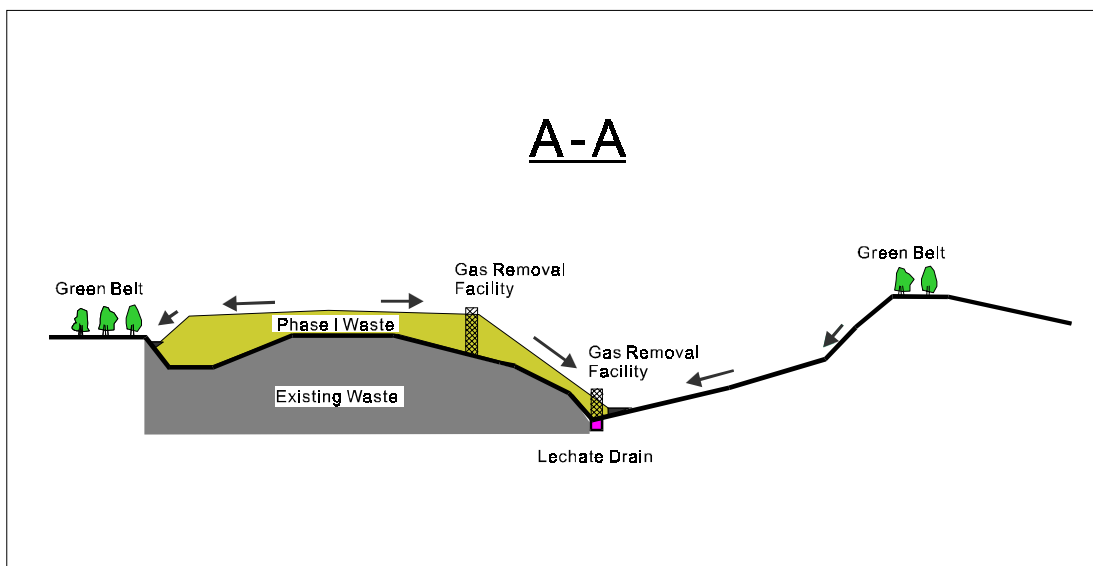 A-A
Green Belt
Gas Removal
Facility
Green Belt
Phase I Waste
Gas Removal
Facility
Existing Waste
Lechate Drain